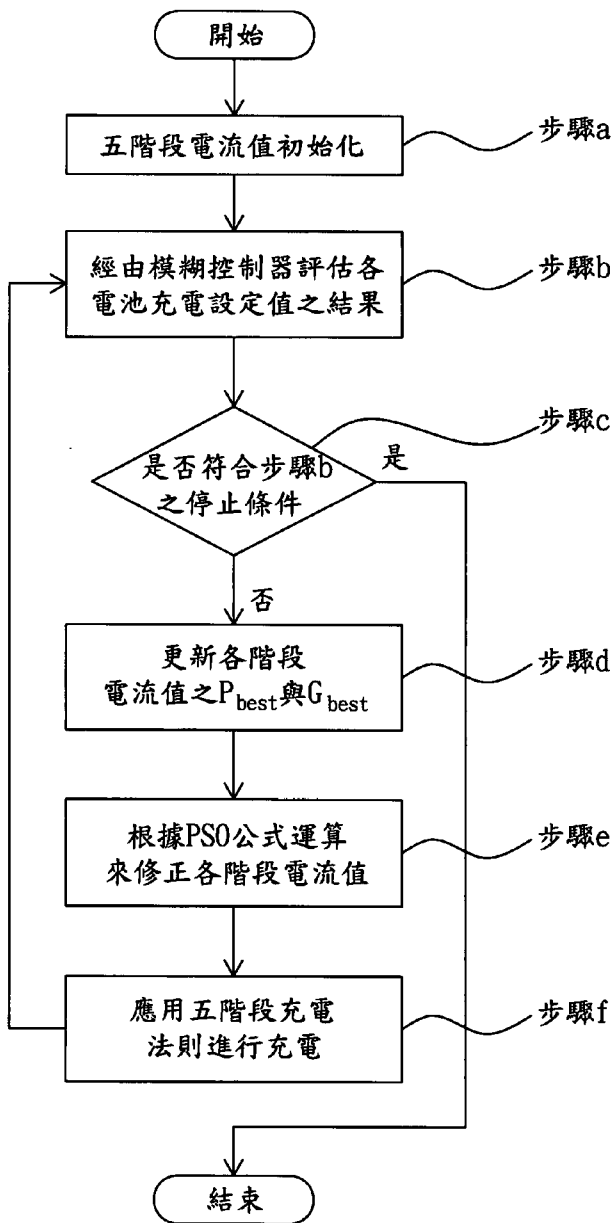 開始
五階段電流值初始化
步驟a
經由模糊控制器評估各
電池充電設定值之結果
步驟b
步驟c
是否符合步驟b
之停止條件
是
否
更新各階段
電流值之Pbest與Gbest
步驟d
根據PSO公式運算
來修正各階段電流值
步驟e
應用五階段充電
法則進行充電
步驟f
結束